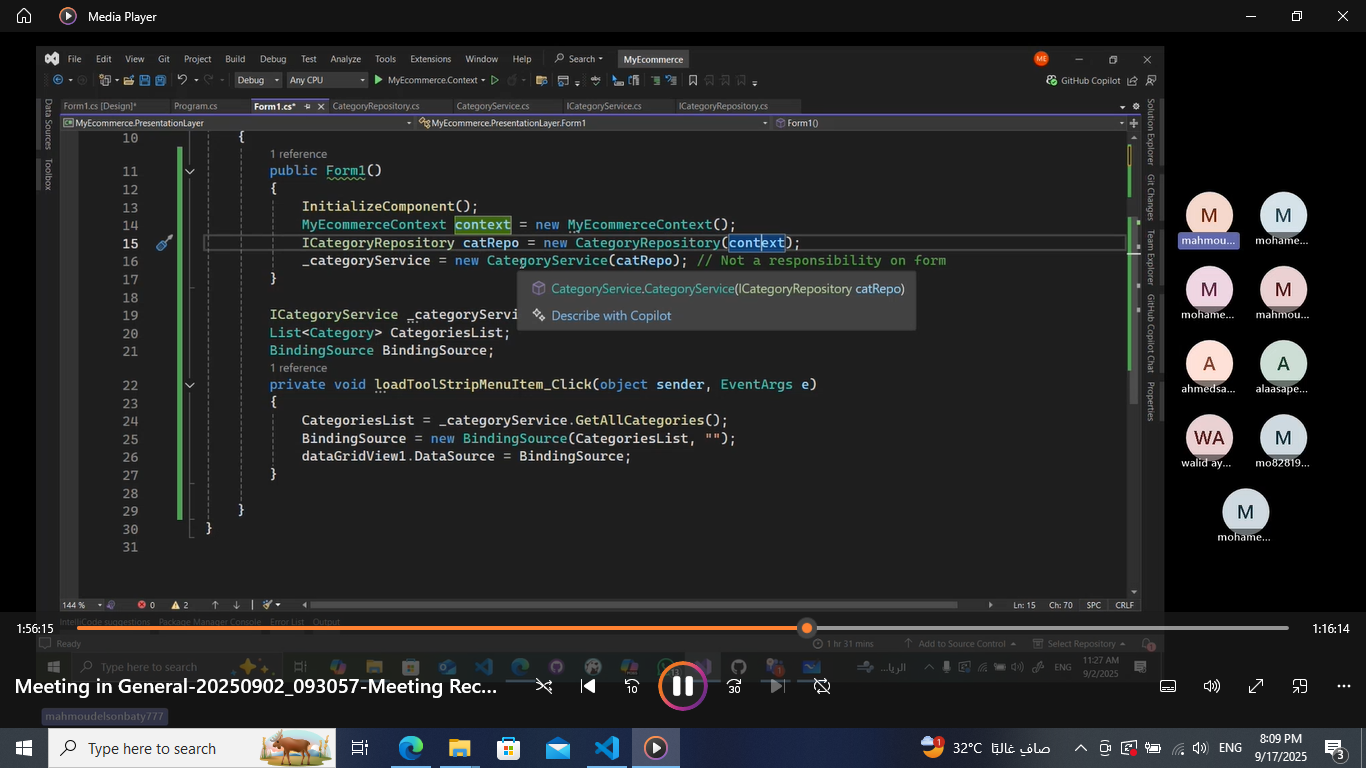 Media Player
File Edit View Git Project Build Debug Test Analyze Tools Extensions Window Help Search MyEcommerce ME
Debug Any CPU MyEcommerce.Context GitHub Copilot
Form1.cs [Design]* Program.cs Form1.cs* CategoryRepository.cs CategoryService.cs ICategoryService.cs ICategoryRepository.cs
MyEcommerce.PresentationLayer MyEcommerce.PresentationLayer.Form1 Form1()
Data Sources
Toolbox
10 {
1 reference
11 public Form1()
12 {
13 InitializeComponent();
14 MyEcommerceContext context = new MyEcommerceContext();
15 ICategoryRepository catRepo = new CategoryRepository(context);
16 _categoryService = new CategoryService(catRepo); // Not a responsibility on form
17 }
CategoryService.CategoryService(ICategoryRepository catRepo)
Describe with Copilot
18
19 ICategoryService _categoryServi
20 List<Category> CategoriesList;
21 BindingSource BindingSource;
1 reference
22 private void loadToolStripMenuItem_Click(object sender, EventArgs e)
23 {
24 CategoriesList = _categoryService.GetAllCategories();
25 BindingSource = new BindingSource(CategoriesList, "");
26 dataGridView1.DataSource = BindingSource;
27 }
28
29 }
30 }
31
Solution Explorer
Git Changes
Team Explorer
GitHub Copilot Chat
Properties
M M
mahmou... mohame...
M M
mohame... mahmou...
A A
ahmedsa... alaasape...
WA M
walid ay... mo82819...
M
mohame...
144 % 0 2 Ln: 15 Ch: 70 SPC CRLF
IntelliCode suggestions Package Manager Console Error List Output
1:56:15 1:16:14
Ready 1 hr 31 mins Add to Source Control Select Repository
Type here to search الريا... ENG 11:27 AM
9/2/2025
Meeting in General-20250902_093057-Meeting Rec...
10 30
mahmoudelsonbaty777
Type here to search 1 32°C صافٍ غالبًا ENG 8:09 PM
9/17/2025 3